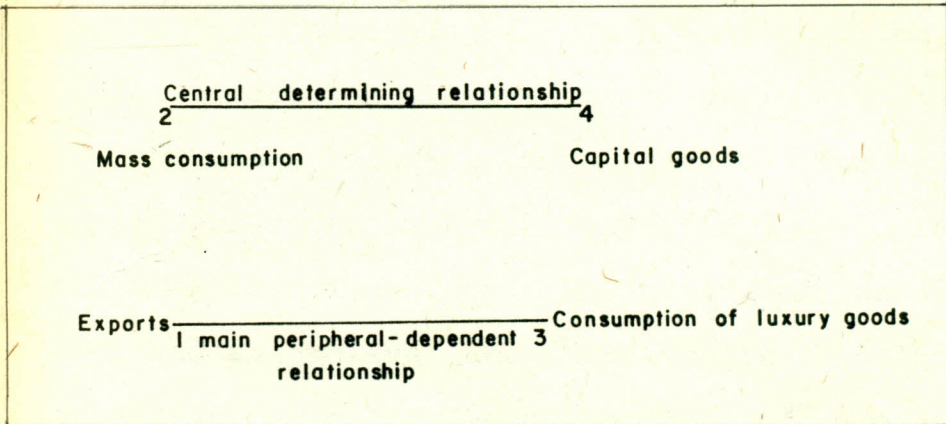 Central determining relationship
2 4
Mass consumption Capital goods
Exports Consumption of luxury goods
1 main peripheral-dependent 3
relationship